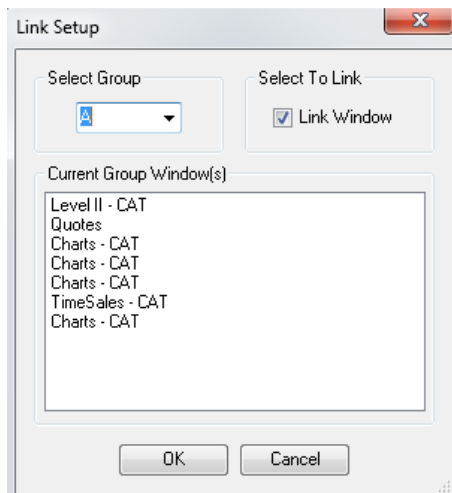 Link Setup
Select Group
Select To Link
A
Link Window
Current Group Window(s)
Level II - CAT
Quotes
Charts - CAT
Charts - CAT
Charts - CAT
TimeSales - CAT
Charts - CAT
OK
Cancel